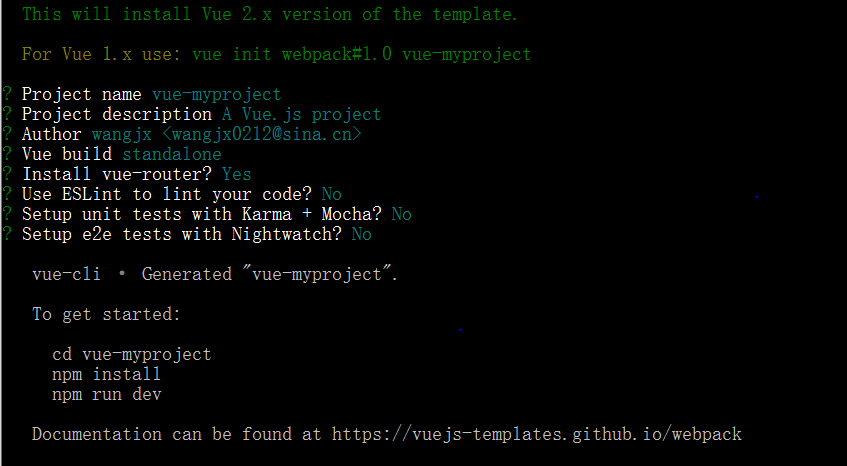 This will install Vue 2.x version of the template.
For Vue 1.x use: vue init webpack#1.0 vue-myproject
? Project name vue-myproject
? Project description A Vue.js project
? Author wangjx <wangjx0212@sina.cn>
? Vue build standalone
? Install vue-router? Yes
? Use ESLint to lint your code? No
? Setup unit tests with Karma + Mocha? No
? Setup e2e tests with Nightwatch? No
vue-cli · Generated "vue-myproject".
To get started:
cd vue-myproject
npm install
npm run dev
Documentation can be found at https://vuejs-templates.github.io/webpack